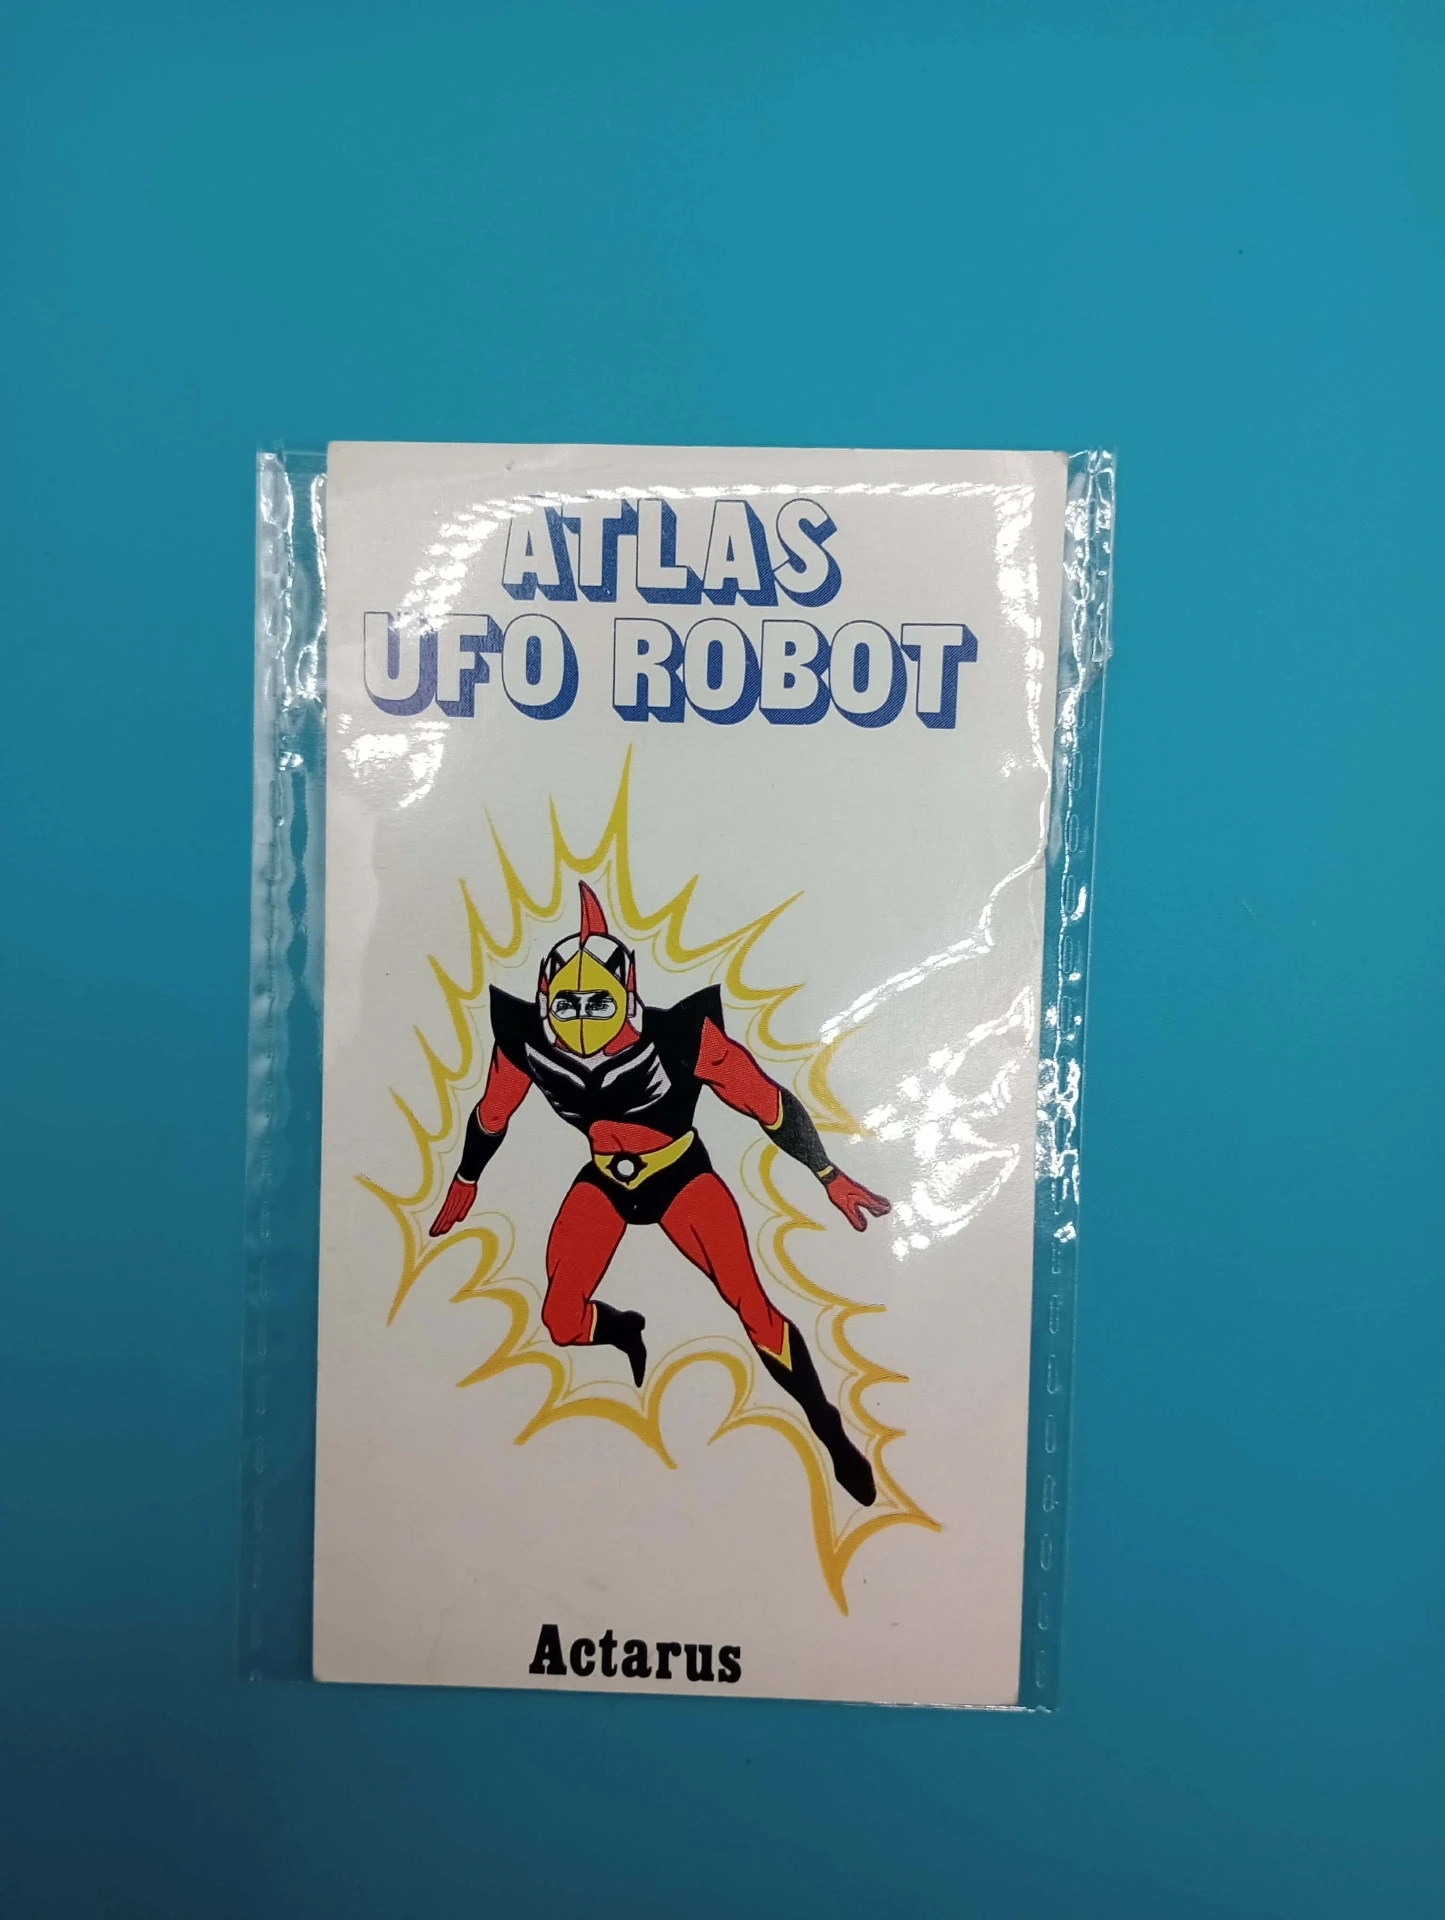 ATLAS
UFO ROBOT
Actarus